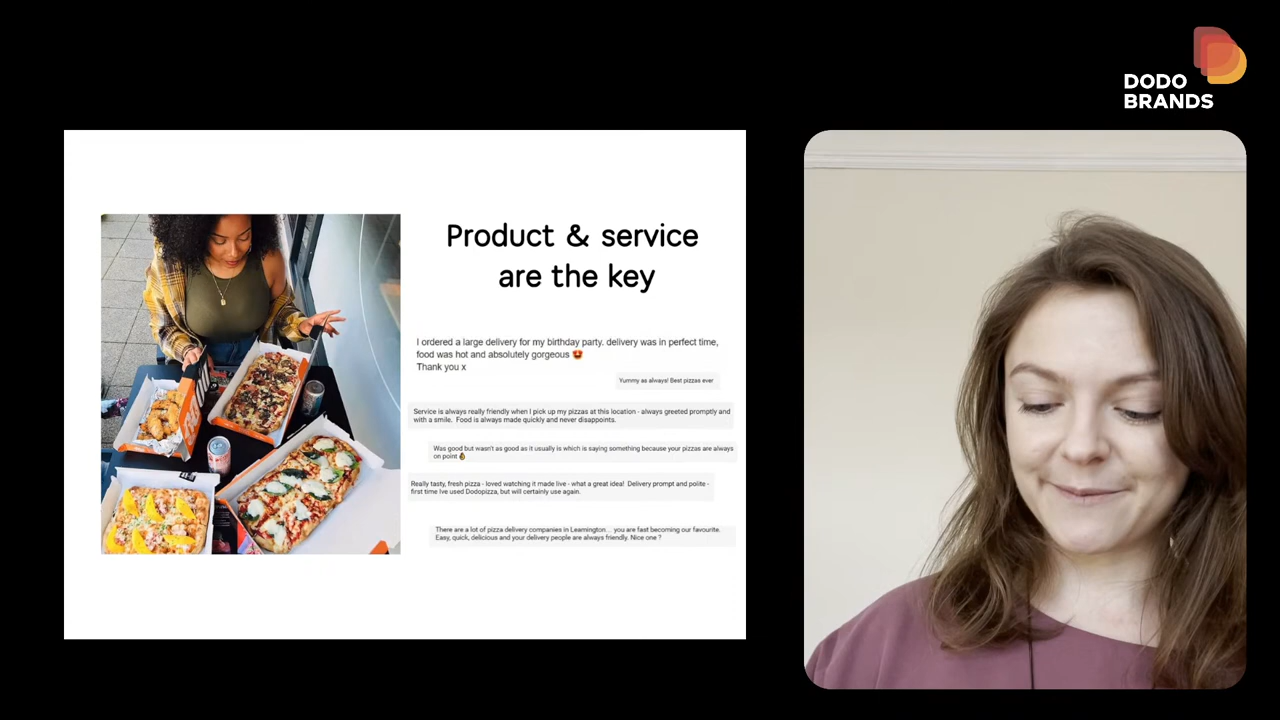 DODO
BRANDS
Product & service
are the key
I ordered a large delivery for my birthday party. delivery was in perfect time,
food was hot and absolutely gorgeous 😍
Thank you x
Yummy as always! Best pizzas ever
Service is always really friendly when I pick up my pizzas at this location - always greeted promptly and
with a smile. Food is always made quickly and never disappoints.
Was good but wasn't as good as it usually is which is saying something because your pizzas are always
on point 👌
Really tasty, fresh pizza - loved watching it made live - what a great idea! Delivery prompt and polite -
first time Ive used Dodopizza, but will certainly use again.
There are a lot of pizza delivery companies in Leamington... you are fast becoming our favourite.
Easy, quick, delicious and your delivery people are always friendly. Nice one ?